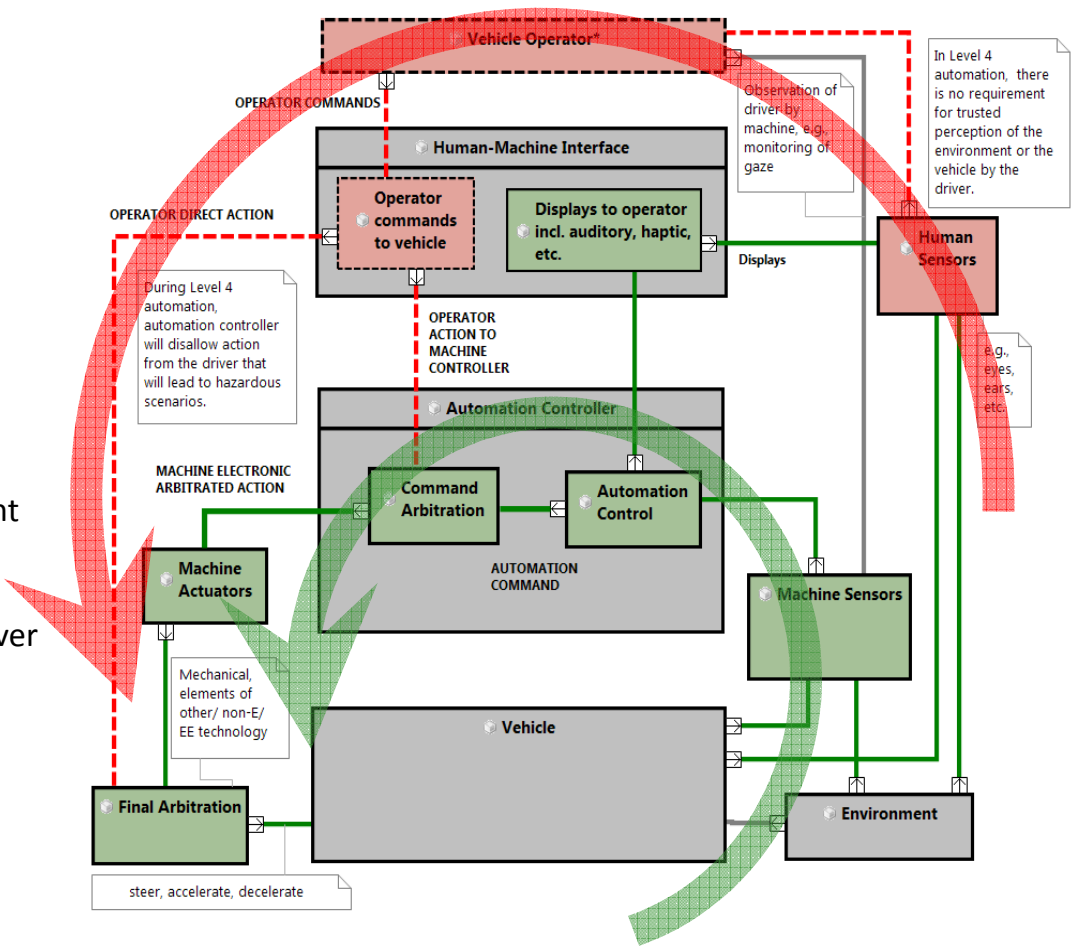 Vehicle Operator*
OPERATOR COMMANDS
Observation of
driver by
machine, e.g.,
monitoring of
gaze
In Level 4
automation, there
is no requirement
for trusted
perception of the
environment or the
vehicle by the
driver.
Human-Machine Interface
Operator
commands
to vehicle
Displays to operator
incl. auditory, haptic,
etc.
OPERATOR DIRECT ACTION
Displays
Human
Sensors
During Level 4
automation,
automation controller
will disallow action
from the driver that
will lead to hazardous
scenarios.
OPERATOR
ACTION TO
MACHINE
CONTROLLER
e.g.,
eyes,
ears,
etc.
Automation Controller
MACHINE ELECTRONIC
ARBITRATED ACTION
Command
Arbitration
Automation
Control
nt
AUTOMATION
COMMAND
Machine
Actuators
Machine Sensors
ver
Mechanical,
elements of
other/ non-E/
EE technology
Vehicle
Final Arbitration
Environment
steer, accelerate, decelerate